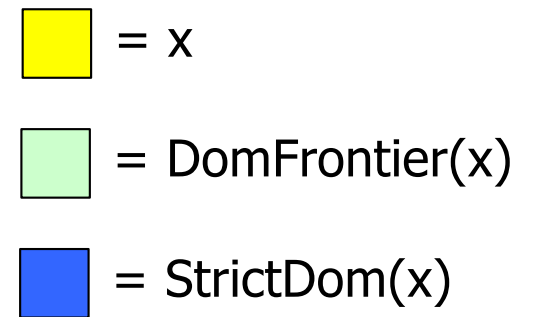 = x
= DomFrontier(x)
= StrictDom(x)